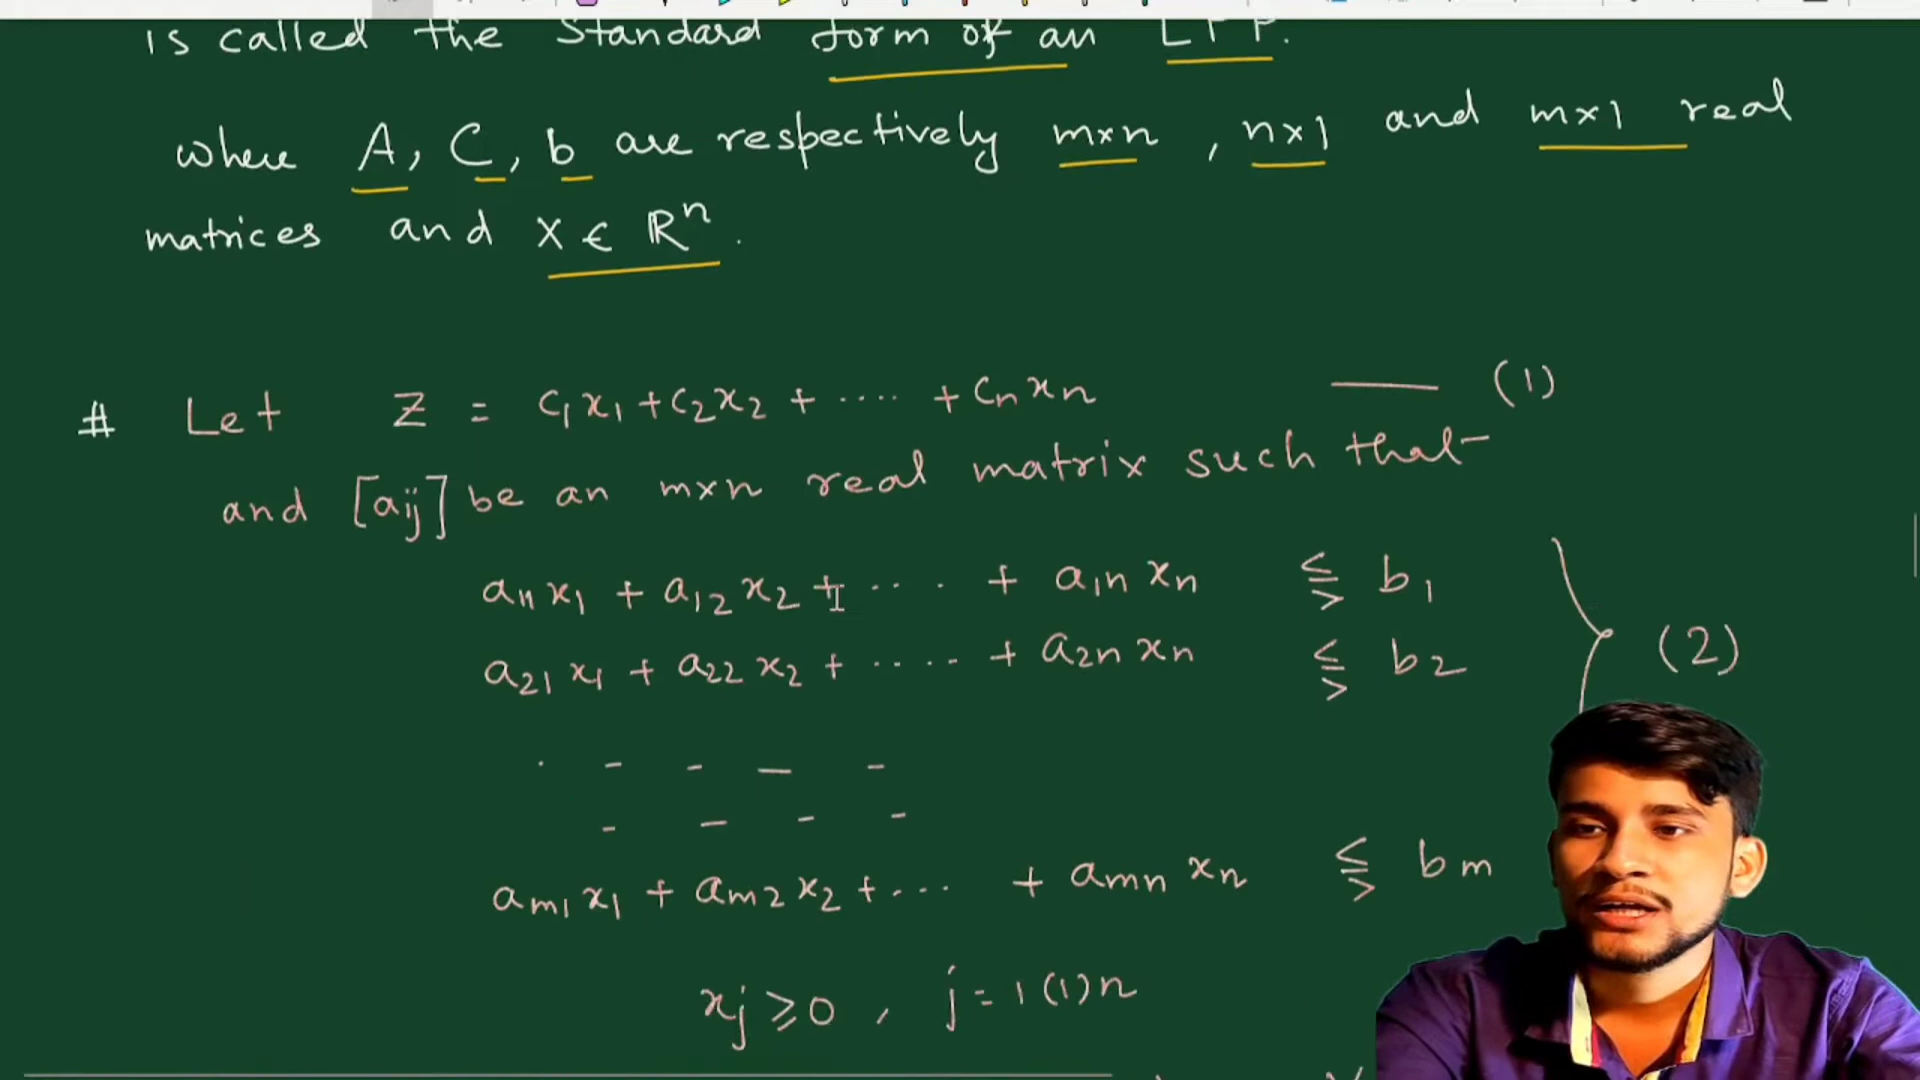 is called the Standard form of an LPP.
where A, C, b are respectively m×n , n×1 and m×1 real
matrices and X ∈ ℝⁿ .
# Let Z = c₁x₁ + c₂x₂ + .... + cₙxₙ —— (1)
and [aij] be an m×n real matrix such that
a₁₁x₁ + a₁₂x₂ + .... + a₁ₙxₙ ≤ = ≥ b₁
a₂₁x₁ + a₂₂x₂ + ..... + a₂ₙxₙ ≤ = ≥ b₂
(2)
. - - - -
- - - -
aₘ₁x₁ + aₘ₂x₂ + ... + aₘₙxₙ ≤ = ≥ bₘ
xⱼ ≥ 0 , j = 1(1)n